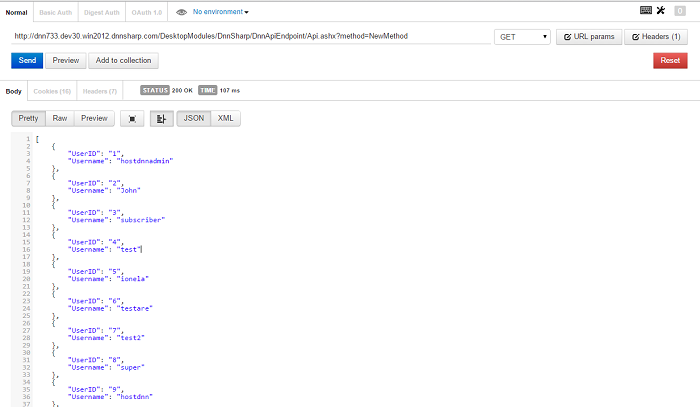 Normal Basic Auth Digest Auth OAuth 1.0 No environment 0
http://dnn733.dev30.win2012.dnnsharp.com/DesktopModules/DnnSharp/DnnApiEndpoint/Api.ashx?method=NewMethod GET URL params Headers (1)
Send Preview Add to collection Reset
Body Cookies (10) Headers (7) STATUS 200 OK TIME 107 ms
Pretty Raw Preview JSON XML
1 [
2 {
3 "UserID": "1",
4 "Username": "hostdnnadmin"
5 },
6 {
7 "UserID": "2",
8 "Username": "John"
9 },
10 {
11 "UserID": "3",
12 "Username": "subscriber"
13 },
14 {
15 "UserID": "4",
16 "Username": "test"
17 },
18 {
19 "UserID": "5",
20 "Username": "ionela"
21 },
22 {
23 "UserID": "6",
24 "Username": "testare"
25 },
26 {
27 "UserID": "7",
28 "Username": "test2"
29 },
30 {
31 "UserID": "8",
32 "Username": "super"
33 },
34 {
35 "UserID": "9",
36 "Username": "hostdnn"
37 },